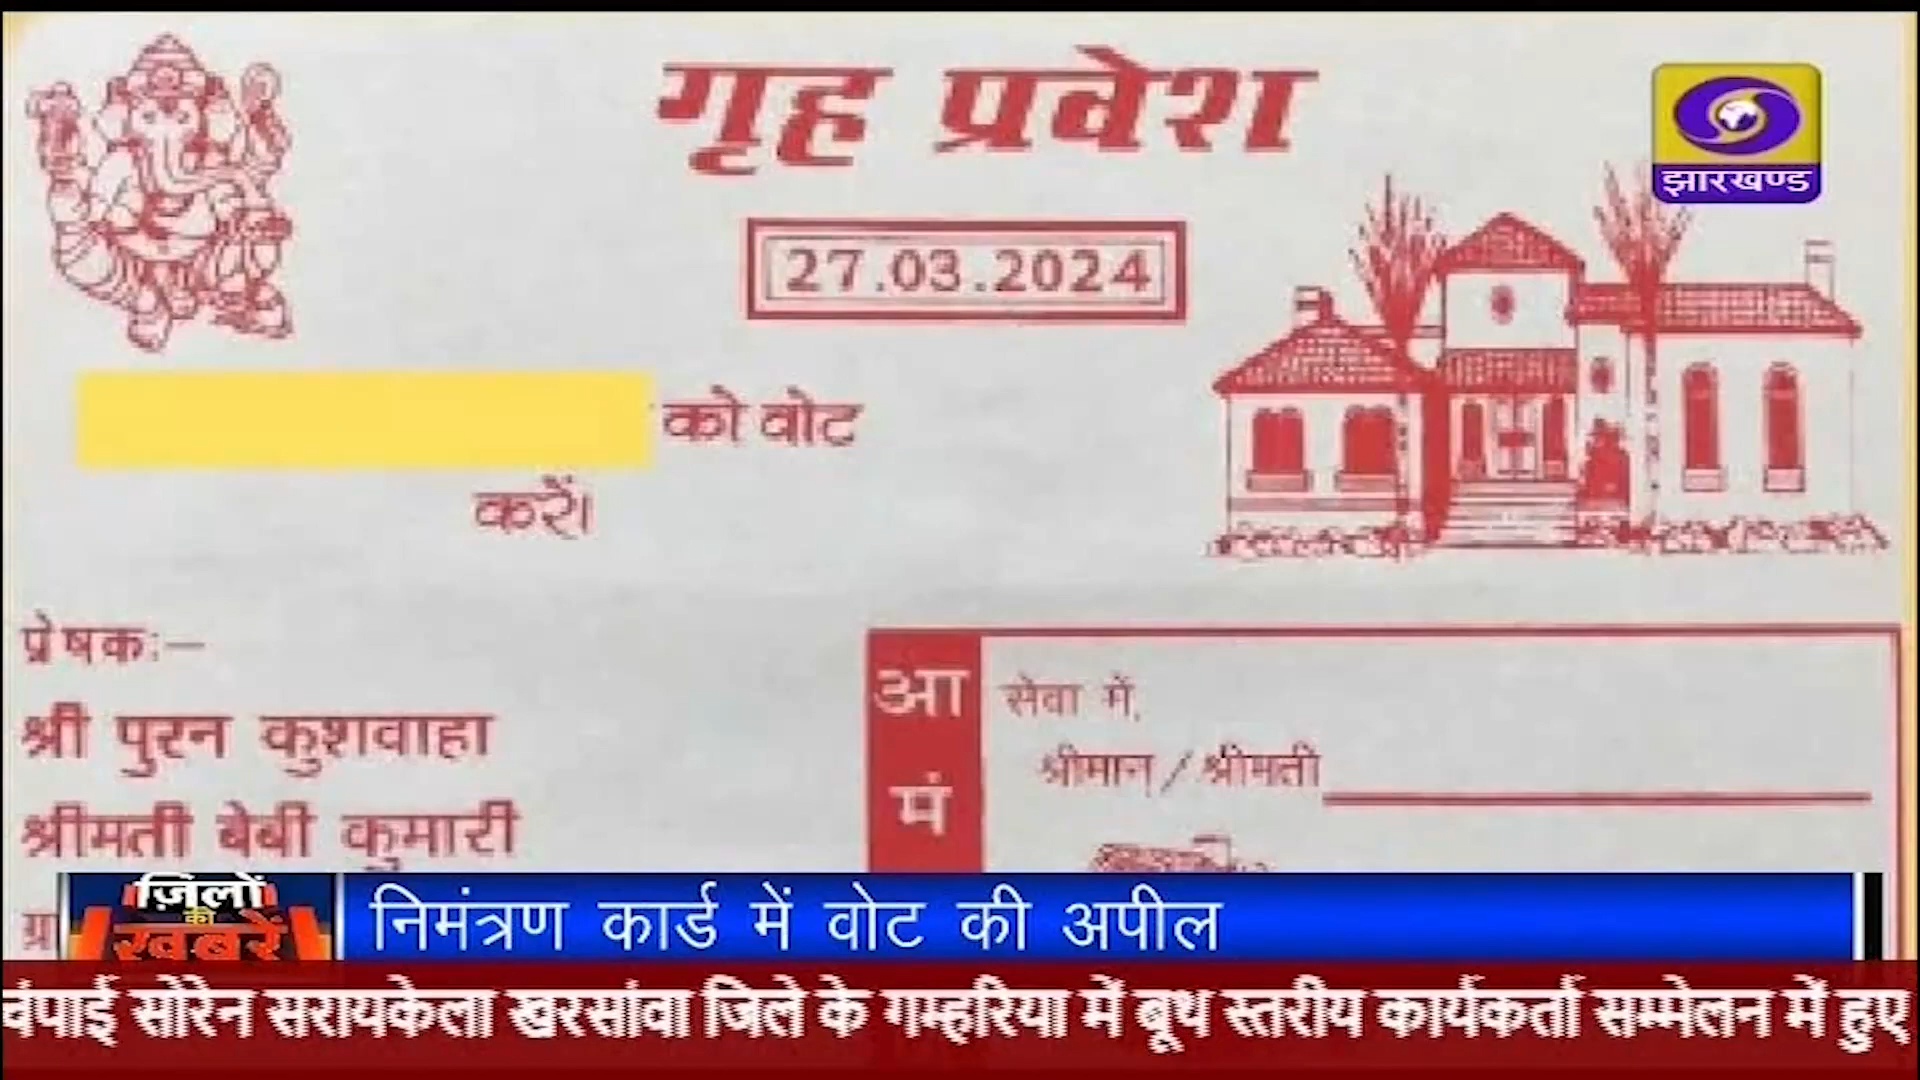 गृह प्रवेश
झारखण्ड
27.03.2024
को वोट
करें।
प्रेषक:–
श्री पुरन कुशवाहा
श्रीमती बेबी कुमारी
ग्रा
आ
मं
सेवा में,
श्रीमान / श्रीमती
ज़िलों
की
खबरें
निमंत्रण कार्ड में वोट की अपील
चंपाई सोरेन सरायकेला खरसांवा जिले के गम्हरिया में बूथ स्तरीय कार्यकर्ता सम्मेलन में हुए